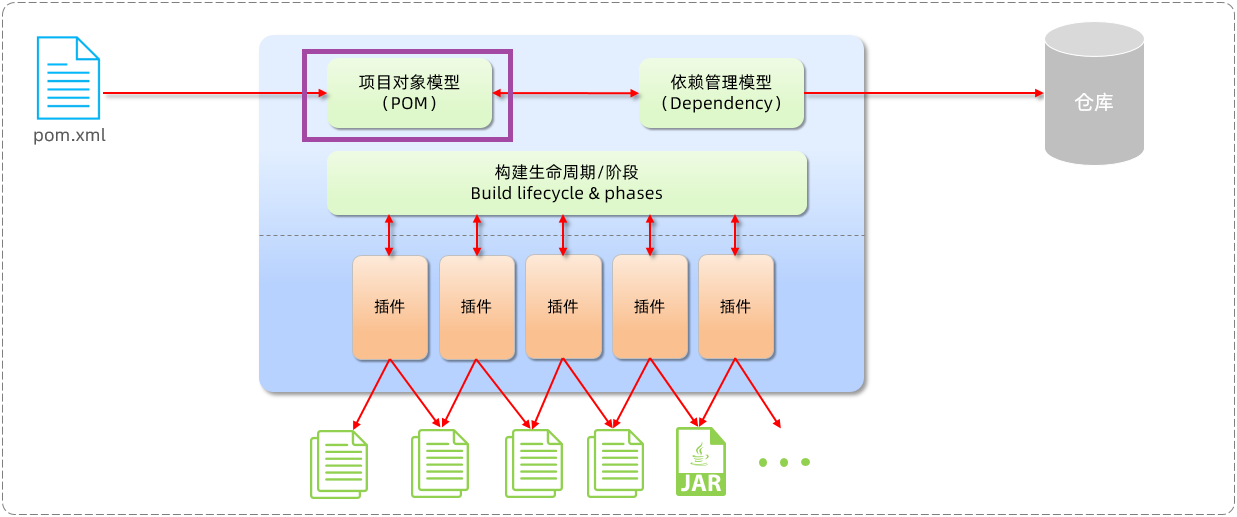 项目对象模型
（POM）
依赖管理模型
（Dependency）
仓库
pom.xml
构建生命周期/阶段
Build lifecycle & phases
插件
插件
插件
插件
插件
JAR